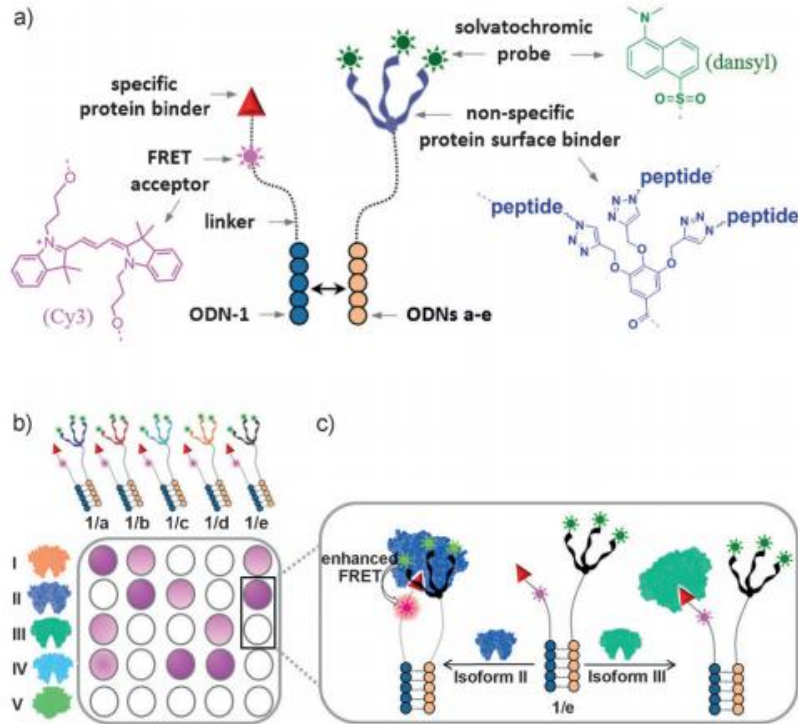 a)
solvatochromic
probe
(dansyl)
N
O=S=O
specific
protein binder
non-specific
protein surface binder
FRET
acceptor
peptide
peptide
peptide
N=N
N
N
N
N
N=N
N
O
O
O
O
linker
O
N+
N
O
(Cy3)
ODN-1
ODNs a-e
b)
1/a 1/b 1/c 1/d 1/e
I
II
III
IV
V
c)
enhanced
FRET
Isoform II
Isoform III
1/e